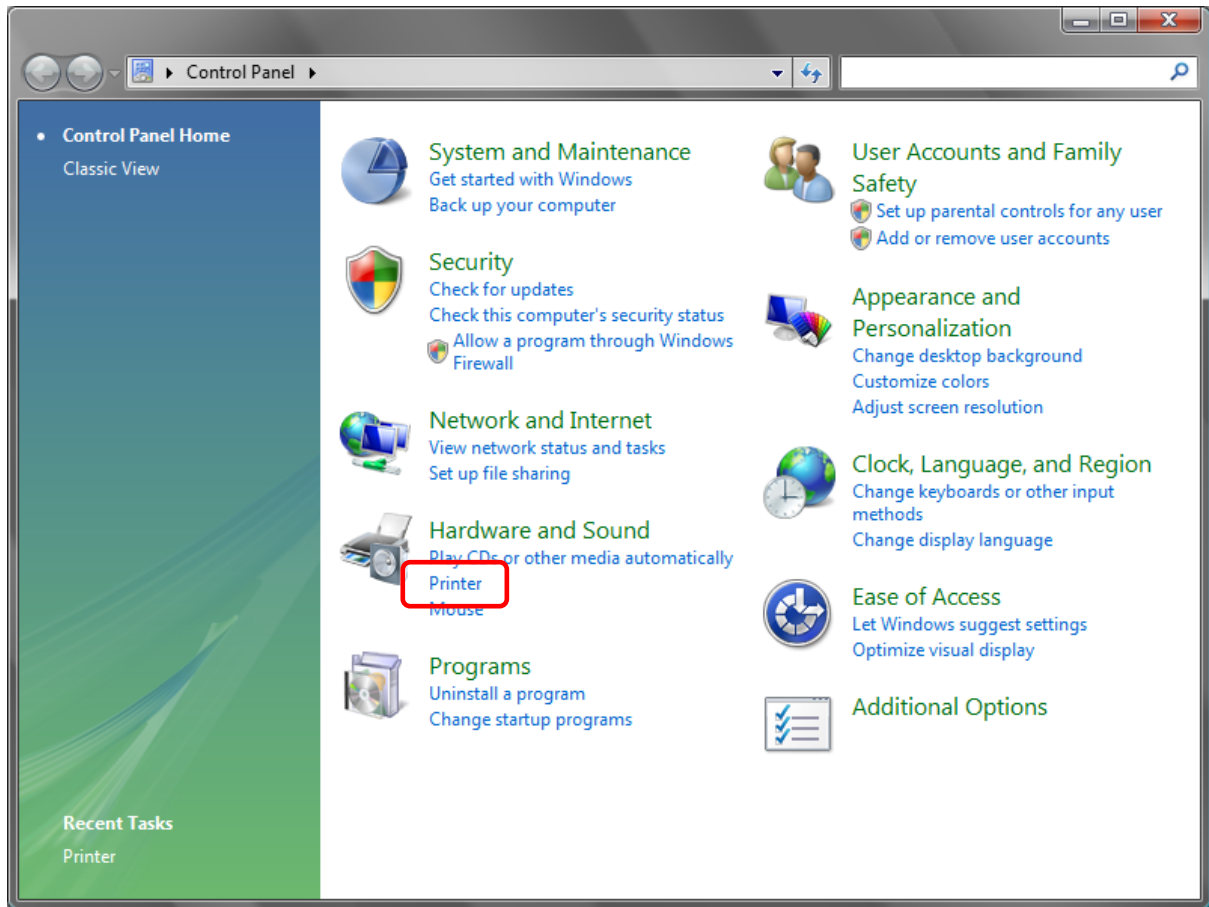 Control Panel
Control Panel Home
Classic View
Recent Tasks
Printer
System and Maintenance
Get started with Windows
Back up your computer
Security
Check for updates
Check this computer's security status
Allow a program through Windows
Firewall
Network and Internet
View network status and tasks
Set up file sharing
Hardware and Sound
Play CDs or other media automatically
Printer
Mouse
Programs
Uninstall a program
Change startup programs
User Accounts and Family
Safety
Set up parental controls for any user
Add or remove user accounts
Appearance and
Personalization
Change desktop background
Customize colors
Adjust screen resolution
Clock, Language, and Region
Change keyboards or other input
methods
Change display language
Ease of Access
Let Windows suggest settings
Optimize visual display
Additional Options